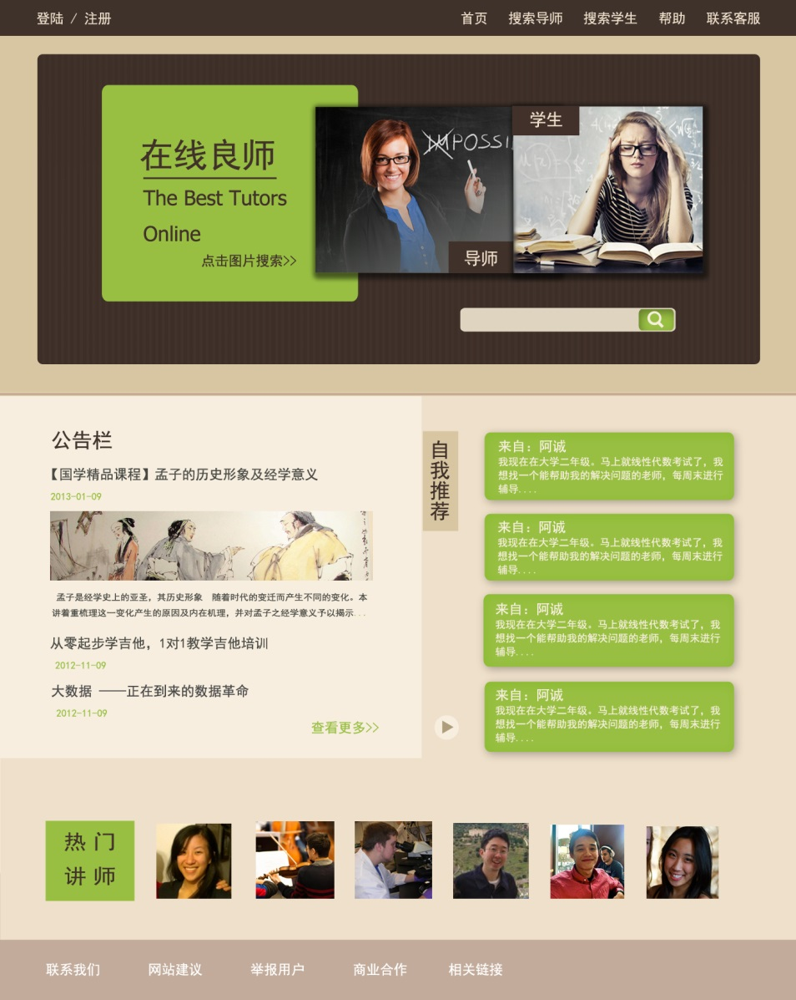 登陆 / 注册
首页 搜索导师 搜索学生 帮助 联系客服
在线良师
The Best Tutors
Online
点击图片搜索>>
POSSI
学生
导师
公告栏
【国学精品课程】孟子的历史形象及经学意义
2013-01-09
孟子是经学史上的亚圣，其历史形象 随着时代的变迁而产生不同的变化。本
讲着重梳理这一变化产生的原因及内在机理，并对孟子之经学意义予以揭示...
从零起步学吉他，1对1教学吉他培训
2012-11-09
大数据 ——正在到来的数据革命
2012-11-09
查看更多>>
自我推荐
来自：阿诚
我现在在大学二年级。马上就线性代数考试了，我
想找一个能帮助我的解决问题的老师，每周末进行
辅导....
来自：阿诚
我现在在大学二年级。马上就线性代数考试了，我
想找一个能帮助我的解决问题的老师，每周末进行
辅导....
来自：阿诚
我现在在大学二年级。马上就线性代数考试了，我
想找一个能帮助我的解决问题的老师，每周末进行
辅导....
来自：阿诚
我现在在大学二年级。马上就线性代数考试了，我
想找一个能帮助我的解决问题的老师，每周末进行
辅导....
热门
讲师
联系我们 网站建议 举报用户 商业合作 相关链接